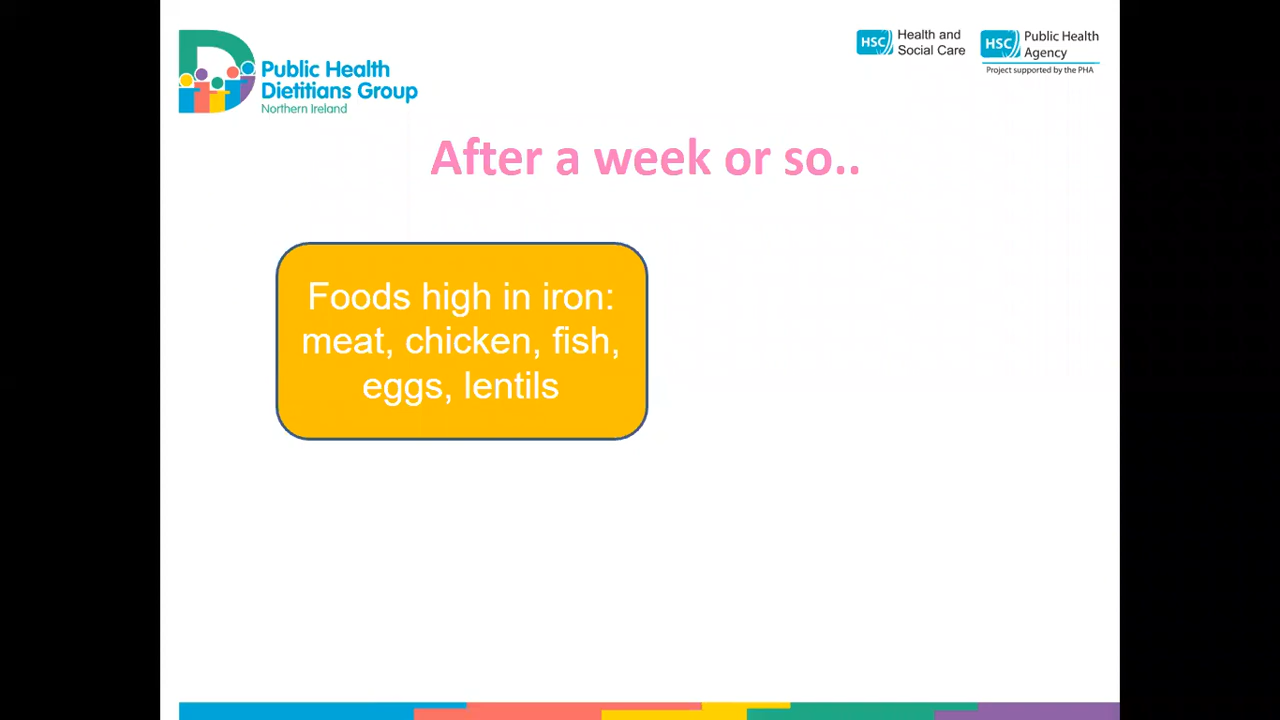 Public Health
Dietitians Group
Northern Ireland
HSC
Health and
Social Care
HSC
Public Health
Agency
Project supported by the PHA
After a week or so..
Foods high in iron:
meat, chicken, fish,
eggs, lentils